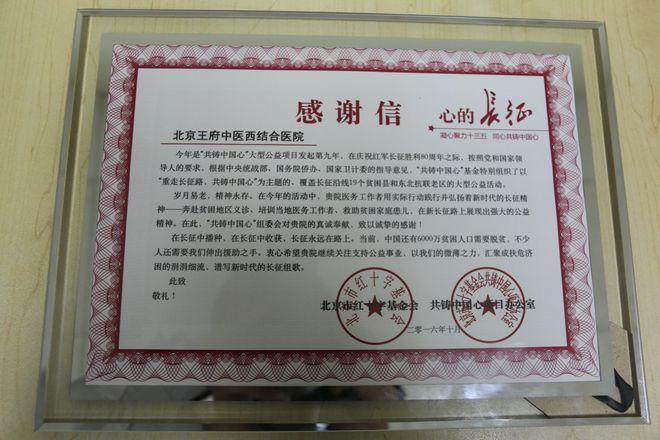 感谢信
心的长征
凝心聚力十三五 同心共铸中国心
北京王府中医西结合医院
今年是“共铸中国心”大型公益项目发起第九年，在庆祝红军长征胜利80周年之际，按照党和国家领
导人的要求，根据中央统战部、国务院侨办、国家卫计委的指导意见，“共铸中国心”基金特别组织了以
“重走长征路，共铸中国心”为主题的、覆盖长征沿线19个贫困县和东北抗联老区的大型公益活动。
岁月易老，精神永存。在今年的活动中，贵院医务工作者用实际行动践行并弘扬着新时代的长征精
神——奔赴贫困地区义诊、培训当地医务工作者、救助贫困家庭患儿，在新长征路上展现出强大的公益
精神。在此，“共铸中国心”组委会对贵院的真诚奉献，致以诚挚的感谢！
在长征中播种，在长征中收获，长征永远在路上。当前，中国还有6000万贫困人口需要脱贫，不少
人还需要我们伸出援助之手。衷心希望贵院继续关注支持公益事业，以我们的微薄之力，汇聚成扶危济
困的涓涓细流，谱写新时代的长征组歌。
此致
敬礼！
北京市红十字基金会 共铸中国心项目办公室
二零一六年十月
北京市红十字基金会